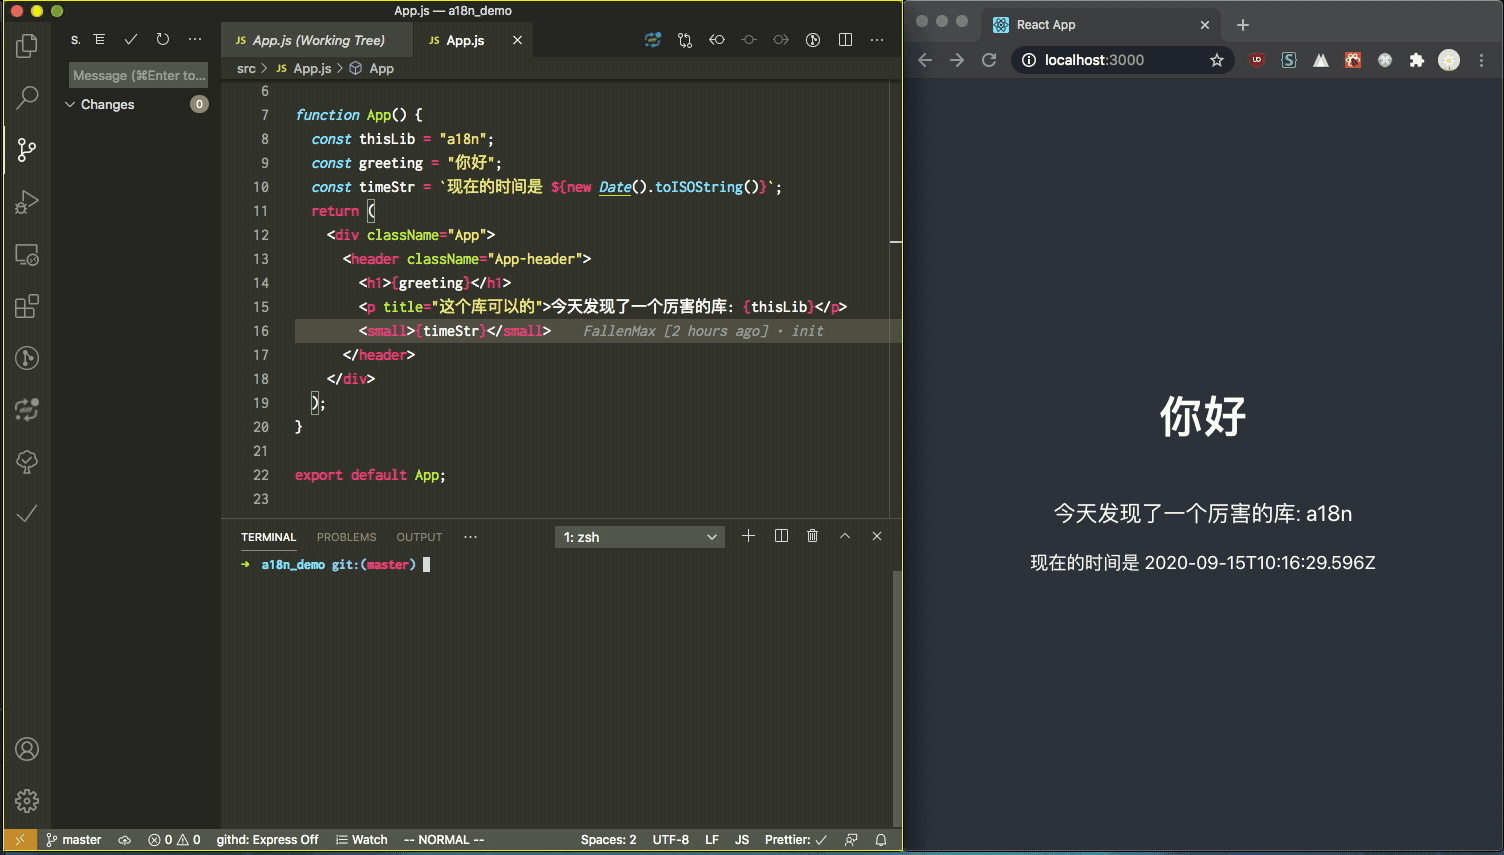 App.js — a18n_demo
S.
Message (⌘Enter to...
Changes
0
JS App.js (Working Tree)
JS App.js
src > JS App.js > App
6
7 function App() {
8 const thisLib = "a18n";
9 const greeting = "你好";
10 const timeStr = `现在的时间是 ${new Date().toISOString()}`;
11 return (
12 <div className="App">
13 <header className="App-header">
14 <h1>{greeting}</h1>
15 <p title="这个库可以的">今天发现了一个厉害的库: {thisLib}</p>
16 <small>{timeStr}</small> FallenMax [2 hours ago] • init
17 </header>
18 </div>
19 );
20 }
21
22 export default App;
23
TERMINAL PROBLEMS OUTPUT ...
1: zsh
➜ a18n_demo git:(master)
master 0 0 githd: Express Off Watch -- NORMAL --
Spaces: 2 UTF-8 LF JS Prettier: ✓
React App
localhost:3000
你好
今天发现了一个厉害的库: a18n
现在的时间是 2020-09-15T10:16:29.596Z